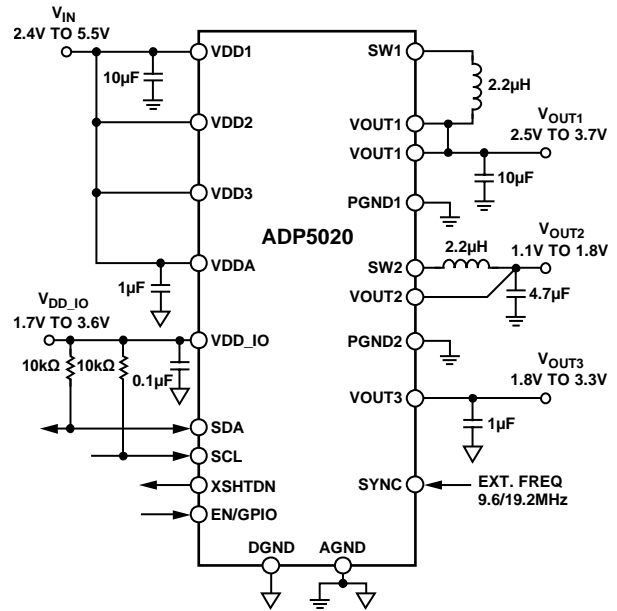 VIN
2.4V TO 5.5V
10µF
VDD1
VDD2
VDD3
VDDA
1µF
VDD_IO
1.7V TO 3.6V
10kΩ 10kΩ
0.1µF
VDD_IO
SDA
SCL
XSHTDN
EN/GPIO
ADP5020
DGND
AGND
SW1
2.2µH
VOUT1
VOUT1
VOUT1
2.5V TO 3.7V
10µF
PGND1
2.2µH
SW2
VOUT2
VOUT2
1.1V TO 1.8V
4.7µF
PGND2
VOUT3
VOUT3
1.8V TO 3.3V
1µF
SYNC
EXT. FREQ
9.6/19.2MHz